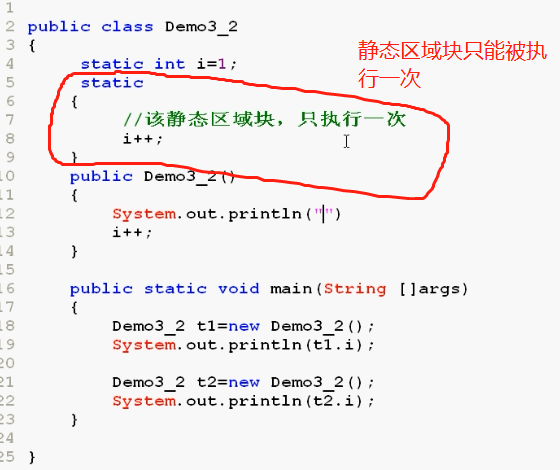 1
2 public class Demo3_2
3 {
4 static int i=1;
5 static
6 {
7 //该静态区域块，只执行一次
8 i++;
9 }
10 public Demo3_2()
11 {
12 System.out.println("")
13 i++;
14 }
15
16 public static void main(String []args)
17 {
18 Demo3_2 t1=new Demo3_2();
19 System.out.println(t1.i);
20
21 Demo3_2 t2=new Demo3_2();
22 System.out.println(t2.i);
23 }
24
25 }
静态区域块只能被执
行一次